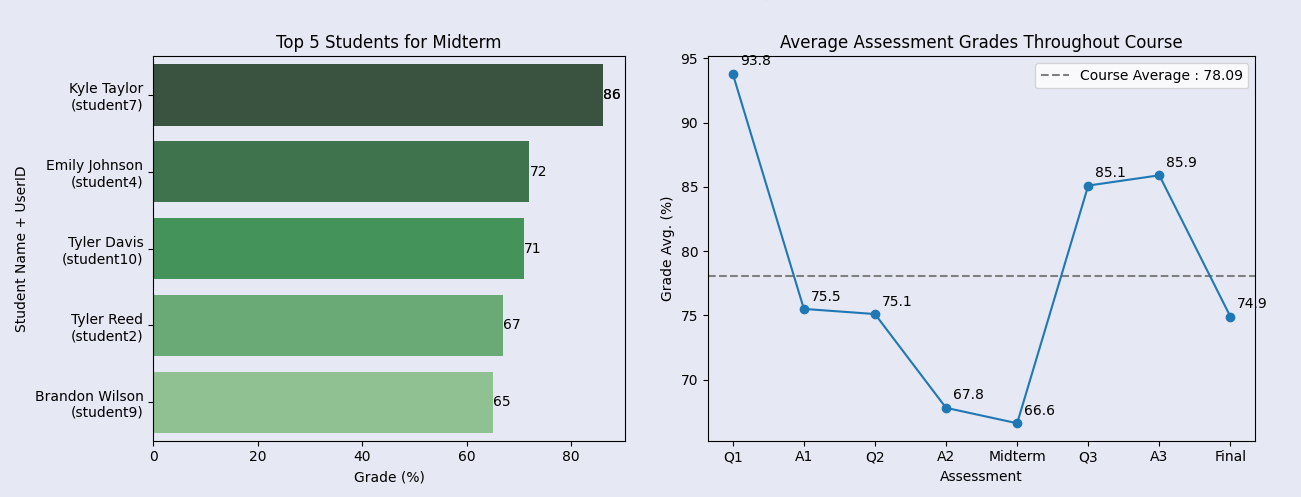 Top 5 Students for Midterm
Student Name + UserID
Kyle Taylor
(student7)
86
Emily Johnson
(student4)
72
Tyler Davis
(student10)
71
Tyler Reed
(student2)
67
Brandon Wilson
(student9)
65
0 20 40 60 80
Grade (%)
Average Assessment Grades Throughout Course
Course Average : 78.09
Grade Avg. (%)
95
90
85
80
75
70
93.8
75.5
75.1
67.8
66.6
85.1
85.9
74.9
Q1 A1 Q2 A2 Midterm Q3 A3 Final
Assessment